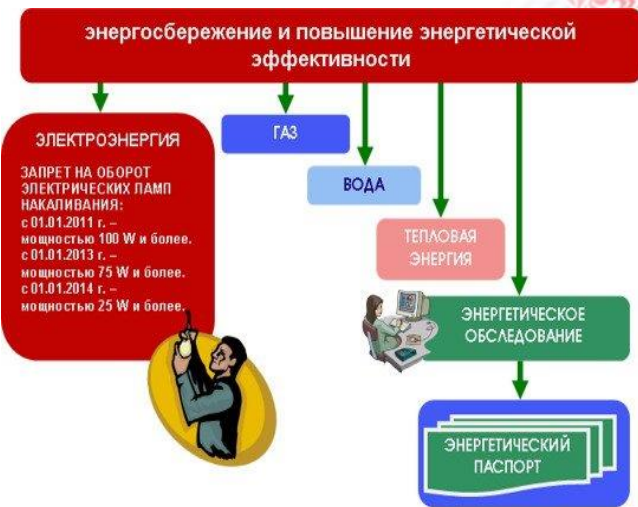 энергосбережение и повышение энергетической
эффективности
ЭЛЕКТРОЭНЕРГИЯ
ЗАПРЕТ НА ОБОРОТ
ЭЛЕКТРИЧЕСКИХ ЛАМП
НАКАЛИВАНИЯ:
с 01.01.2011 г. –
мощностью 100 W и более.
с 01.01.2013 –
мощностью 75 W и более.
с 01.01.2014 –
мощностью 25 W и более.
ГАЗ
ВОДА
ТЕПЛОВАЯ
ЭНЕРГИЯ
ЭНЕРГЕТИЧЕСКОЕ
ОБСЛЕДОВАНИЕ
ЭНЕРГЕТИЧЕСКИЙ
ПАСПОРТ